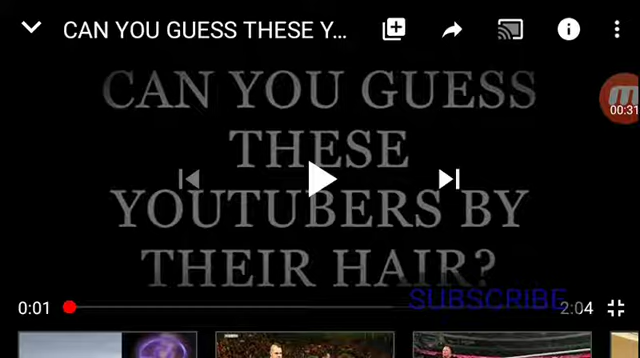 CAN YOU GUESS THESE Y...
CAN YOU GUESS
THESE
YOUTUBERS BY
THEIR HAIR?
00:31
0:01
SUBSCRIBE
2:04